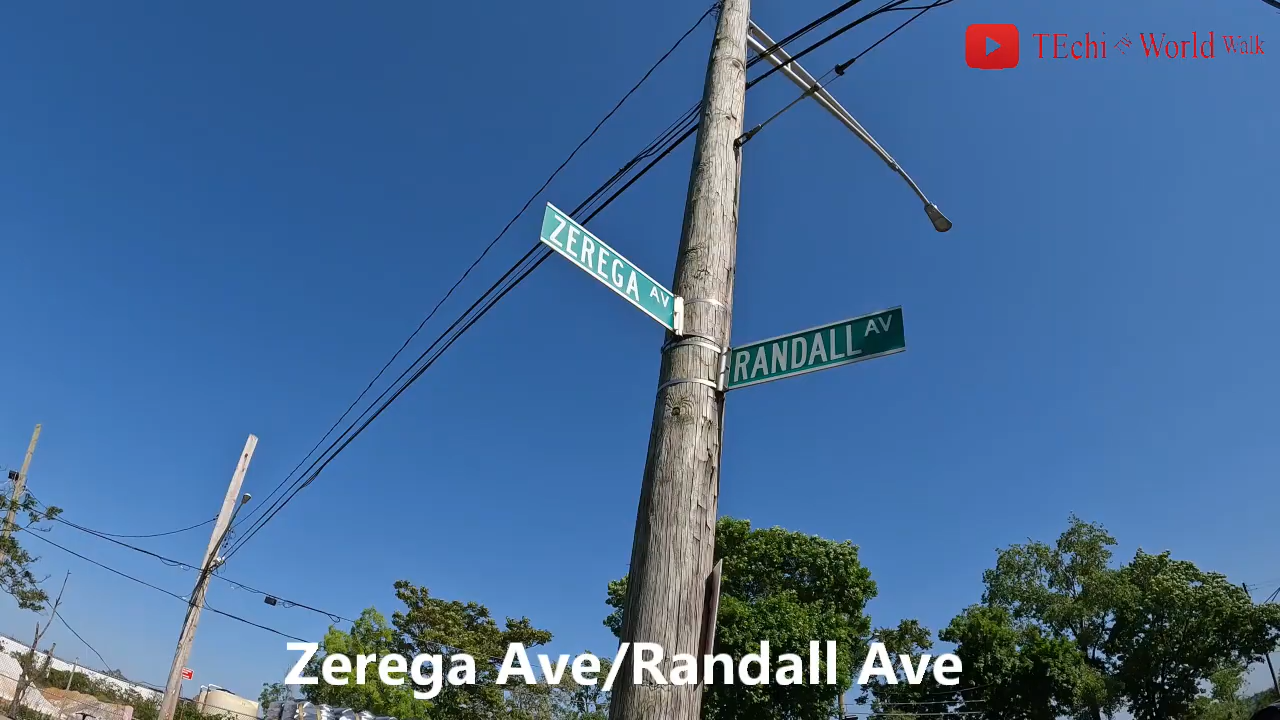 TEchi World Walk
ZEREGA AV
RANDALL AV
Zerega Ave/Randall Ave